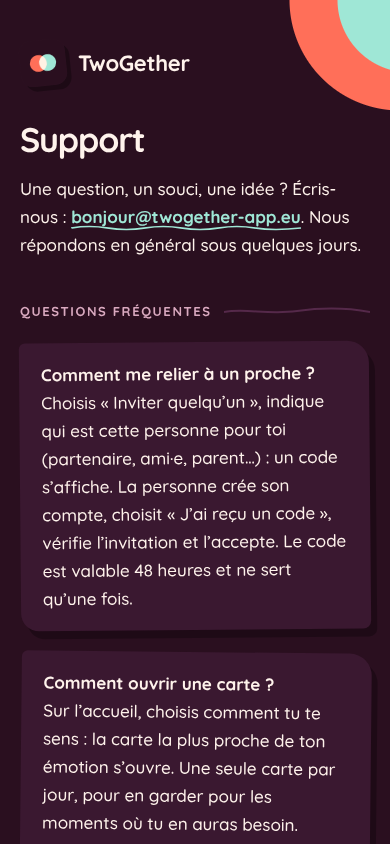 TwoGether
Support
Une question, un souci, une idée ? Écris-
nous : bonjour@twogether-app.eu. Nous
répondons en général sous quelques jours.
QUESTIONS FRÉQUENTES
Comment me relier à un proche ?
Choisis « Inviter quelqu’un », indique
qui est cette personne pour toi
(partenaire, ami·e, parent…) : un code
s’affiche. La personne crée son
compte, choisit « J’ai reçu un code »,
vérifie l’invitation et l’accepte. Le code
est valable 48 heures et ne sert
qu’une fois.
Comment ouvrir une carte ?
Sur l’accueil, choisis comment tu te
sens : la carte la plus proche de ton
émotion s’ouvre. Une seule carte par
jour, pour en garder pour les
moments où tu en auras besoin.